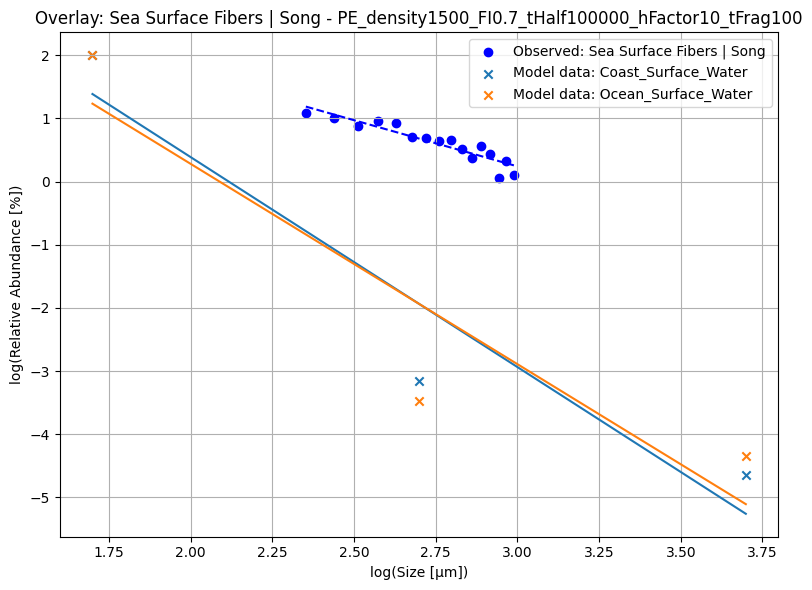 Overlay: Sea Surface Fibers | Song - PE_density1500_FI0.7_tHalf100000_hFactor10_tFrag100
Observed: Sea Surface Fibers | Song
Model data: Coast_Surface_Water
Model data: Ocean_Surface_Water
log(Relative Abundance [%])
2
1
0
−1
−2
−3
−4
−5
1.75 2.00 2.25 2.50 2.75 3.00 3.25 3.50 3.75
log(Size [μm])